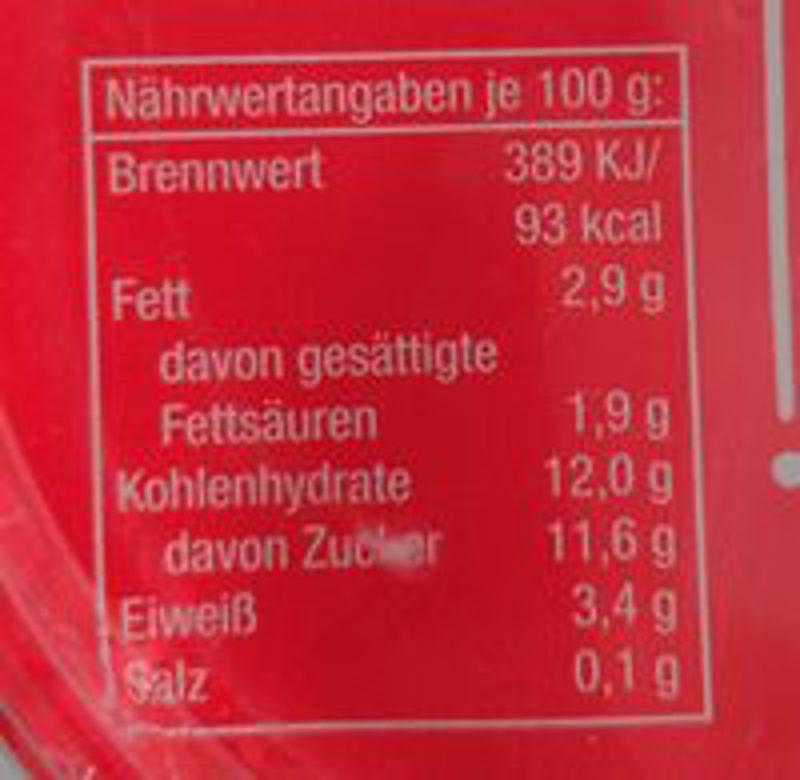 Nährwertangaben je 100 g:
Brennwert 389 KJ/
93 kcal
Fett 2,9 g
davon gesättigte
Fettsäuren 1,9 g
Kohlenhydrate 12,0 g
davon Zucker 11,6 g
Eiweiß 3,4 g
Salz 0,1 g